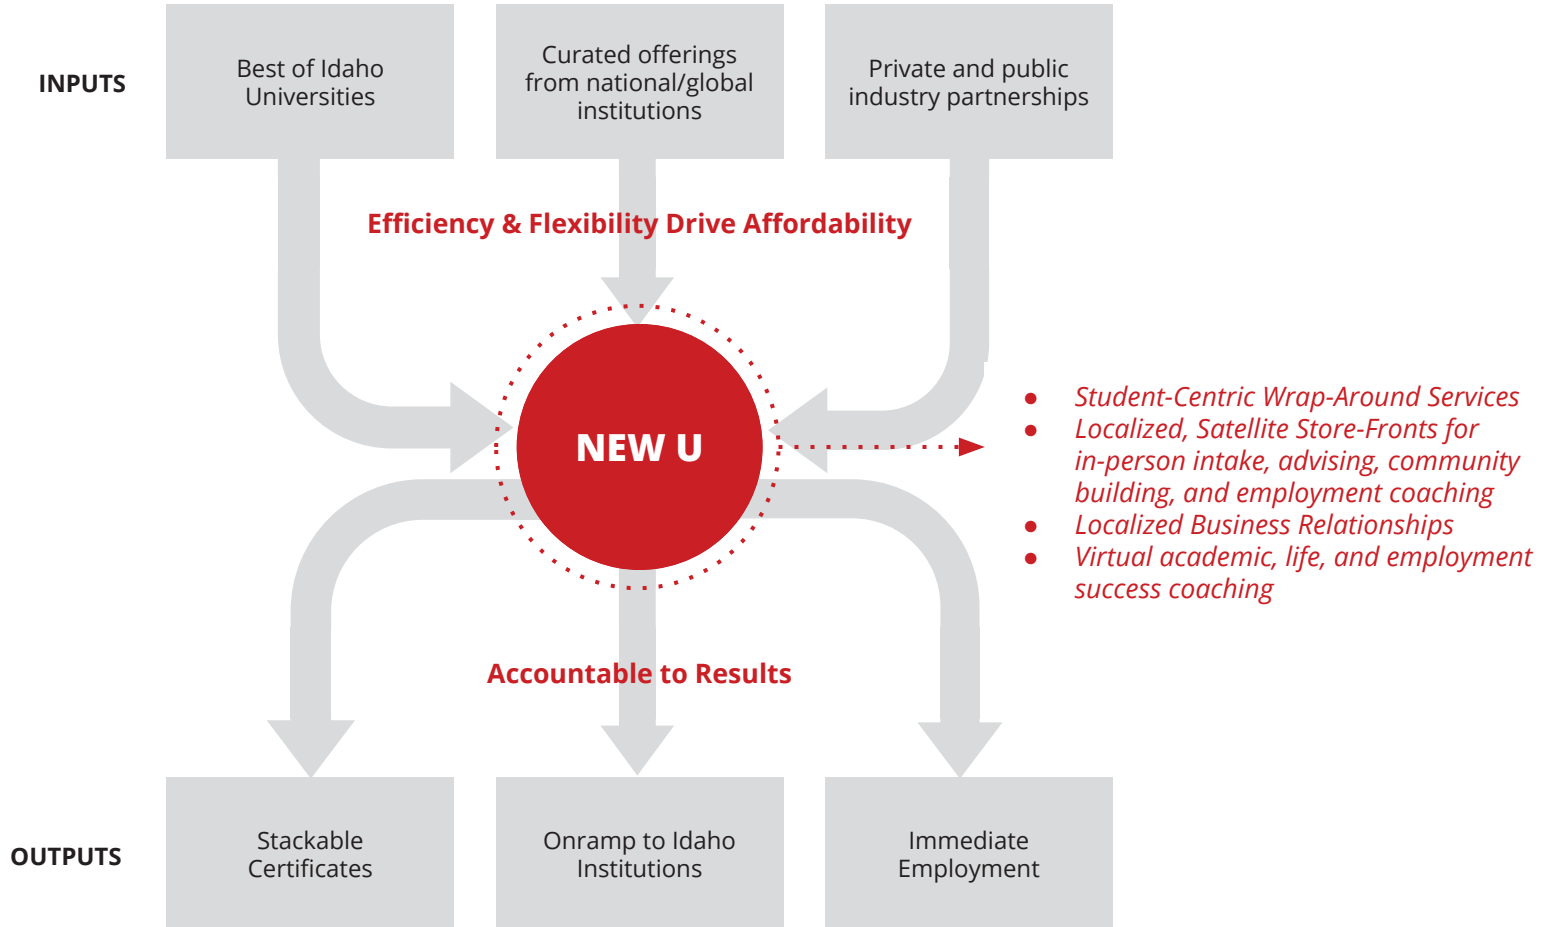 INPUTS
Best of Idaho
Universities
Curated offerings
from national/global
institutions
Private and public
industry partnerships
Efficiency & Flexibility Drive Affordability
NEW U
● Student-Centric Wrap-Around Services
● Localized, Satellite Store-Fronts for
in-person intake, advising, community
building, and employment coaching
● Localized Business Relationships
● Virtual academic, life, and employment
success coaching
Accountable to Results
OUTPUTS
Stackable
Certificates
Onramp to Idaho
Institutions
Immediate
Employment